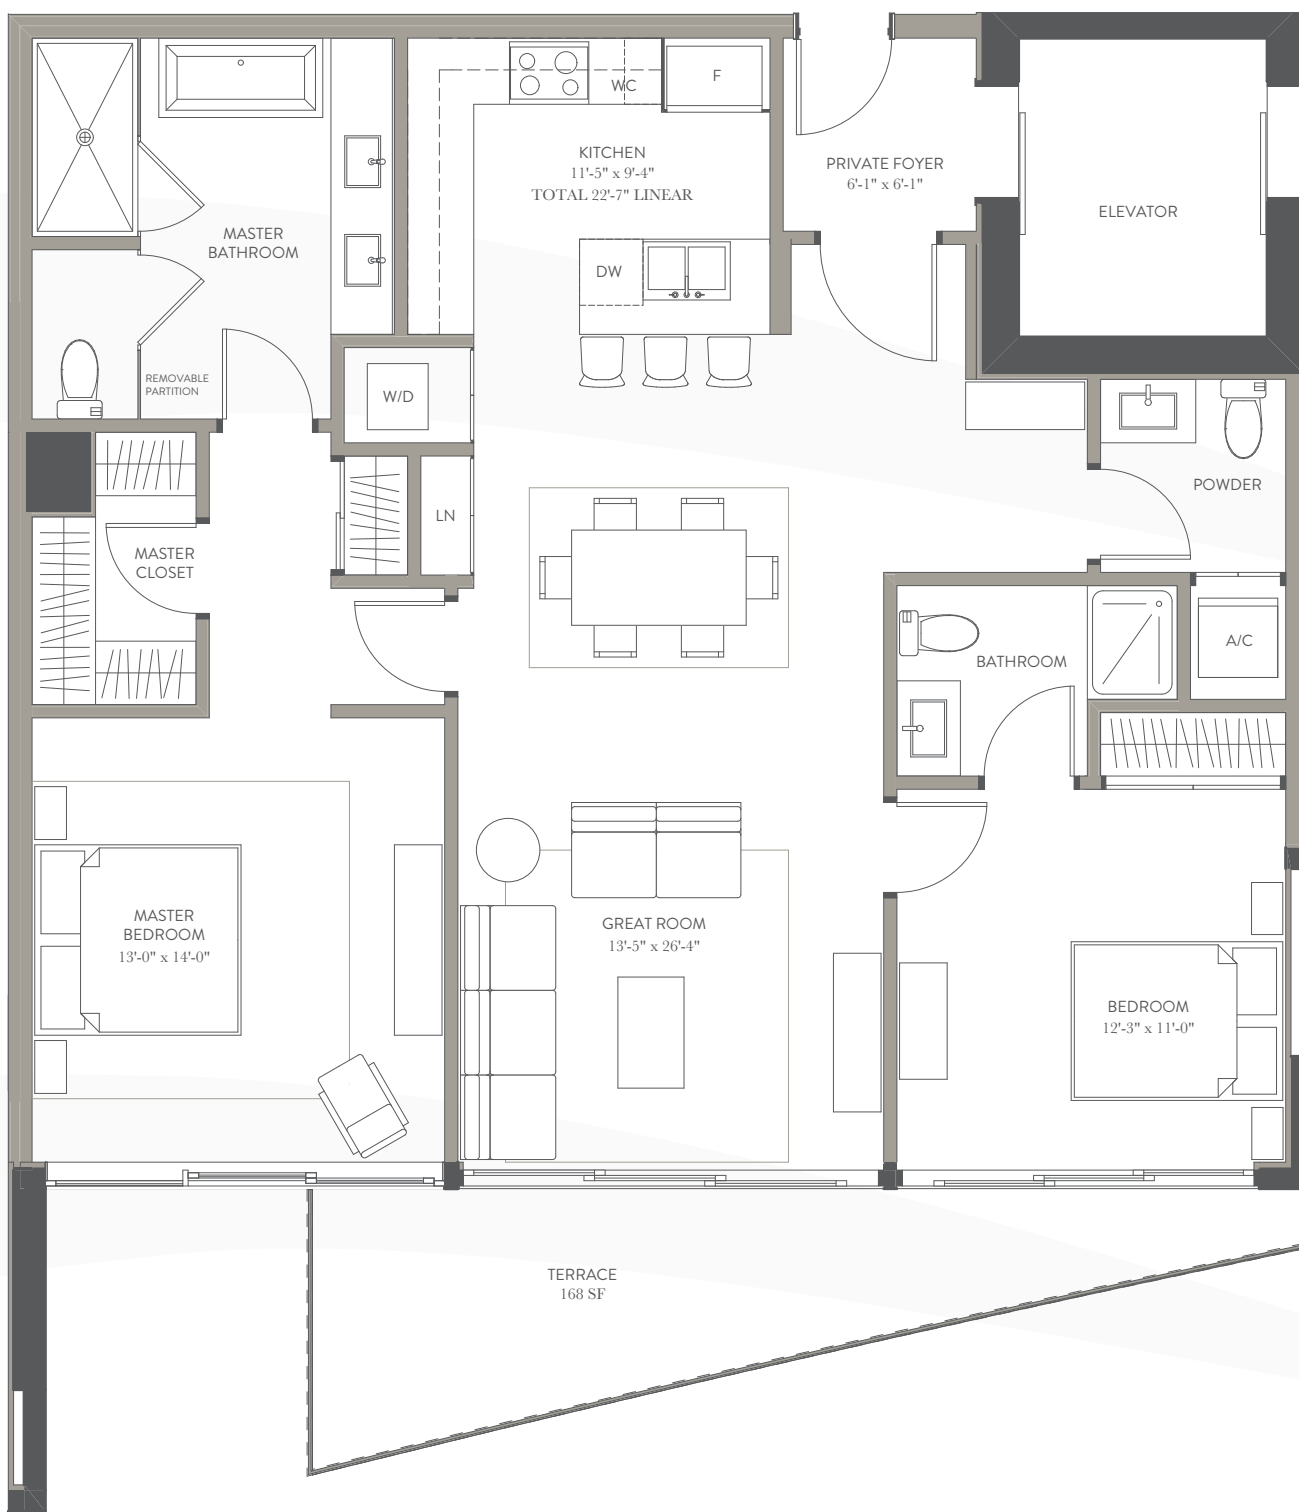 WC
F
KITCHEN
11'-5" x 9'-4"
TOTAL 22'-7" LINEAR
PRIVATE FOYER
6'-1" x 6'-1"
ELEVATOR
MASTER
BATHROOM
DW
REMOVABLE
PARTITION
W/D
POWDER
LN
MASTER
CLOSET
BATHROOM
A/C
MASTER
BEDROOM
13'-0" x 14'-0"
GREAT ROOM
13'-5" x 26'-4"
BEDROOM
12'-3" x 11'-0"
TERRACE
168 SF